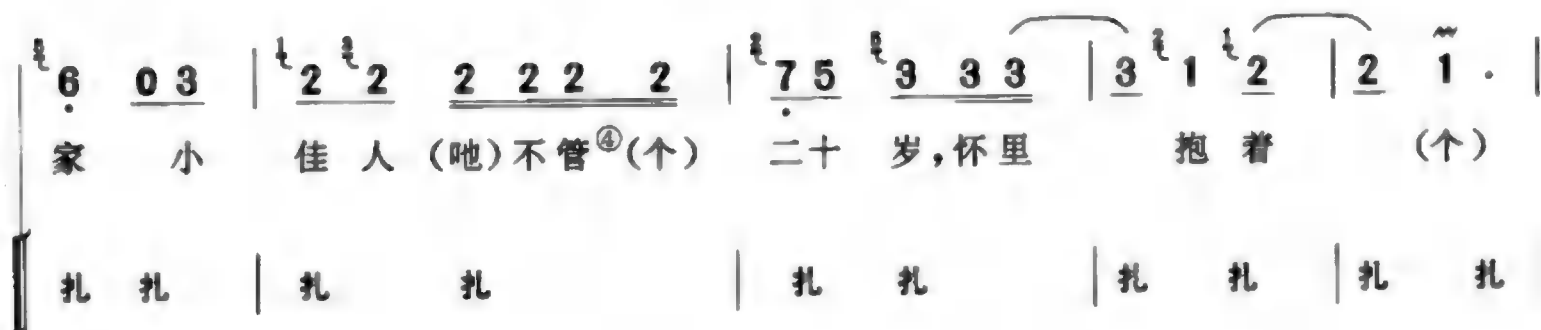 6 0 3 | 2 2 2 2 2 2 | 7 5 3 3 3 | 3 1 2 | 2 1 . |
家 小 佳 人 (吔) 不 管④(个) 二 十 岁,怀 里 抱 着 (个)
扎 扎 | 扎 扎 | 扎 扎 | 扎 扎 | 扎 扎